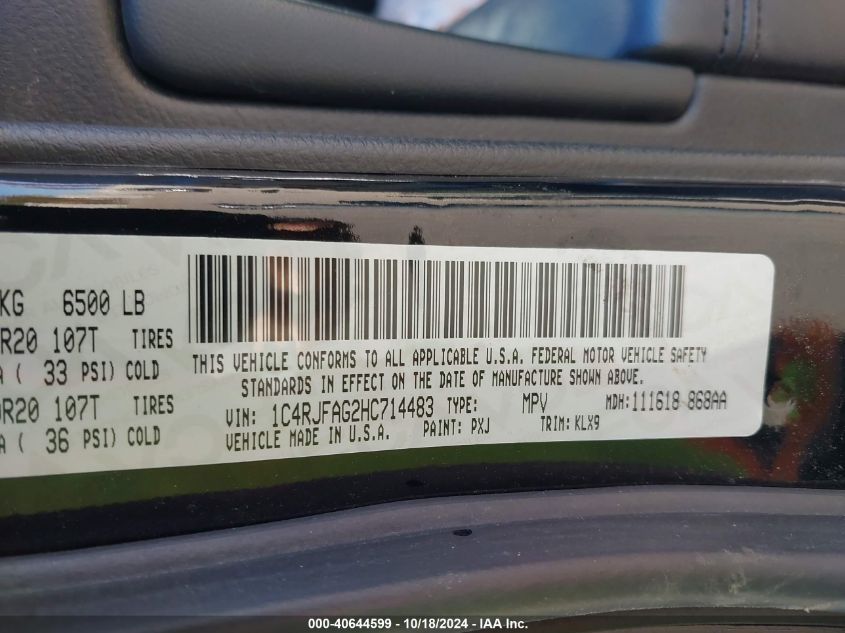 KG 6500 LB
R20 107T TIRES
( 33 PSI) COLD
R20 107T TIRES
( 36 PSI) COLD
THIS VEHICLE CONFORMS TO ALL APPLICABLE U.S.A. FEDERAL MOTOR VEHICLE SAFETY
STANDARDS IN EFFECT ON THE DATE OF MANUFACTURE SHOWN ABOVE.
VIN: 1C4RJFAG2HC714483 TYPE: MPV MDH:111618 868AA
VEHICLE MADE IN U.S.A. PAINT: PXJ TRIM: KLX9
000-40644599 - 10/18/2024 - IAA Inc.